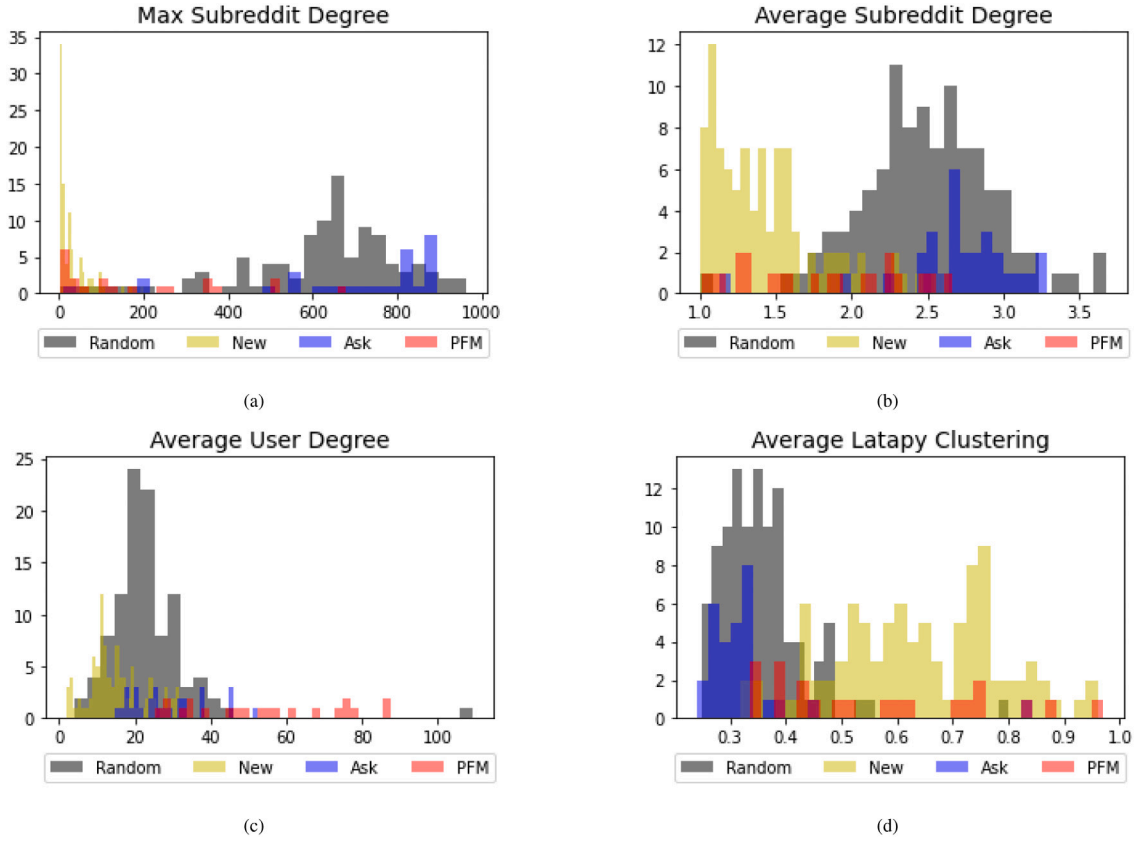 Max Subreddit Degree
35
30
25
20
15
10
5
0
0 200 400 600 800 1000
Random New Ask PFM
(a)
Average Subreddit Degree
12
10
8
6
4
2
0
1.0 1.5 2.0 2.5 3.0 3.5
Random New Ask PFM
(b)
Average User Degree
25
20
15
10
5
0
0 20 40 60 80 100
Random New Ask PFM
(c)
Average Latapy Clustering
12
10
8
6
4
2
0
0.3 0.4 0.5 0.6 0.7 0.8 0.9 1.0
Random New Ask PFM
(d)